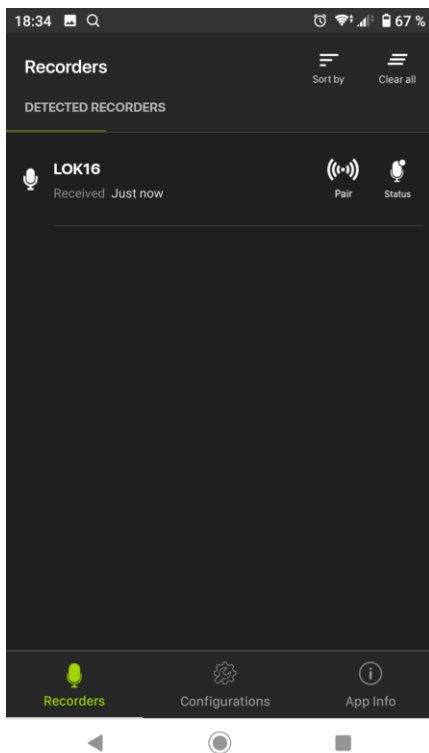 18:34 67 %
Recorders
Sort by Clear all
DETECTED RECORDERS
LOK16
Received Just now
Pair Status
Recorders Configurations App Info